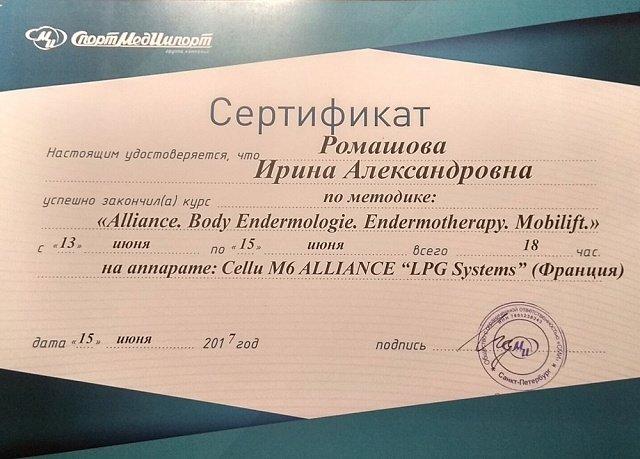 СпортМедИмпорт
группа компаний
Сертификат
Настоящим удостоверяется, что Ромашова
Ирина Александровна
успешно закончил(а) курс по методике:
«Alliance. Body Endermologie. Endermotherapy. Mobilift.»
с «13» июня по «15» июня всего 18 час.
на аппарате: Cellu M6 ALLIANCE “LPG Systems” (Франция)
дата «15» июня 2017 год подпись
Санкт-Петербург